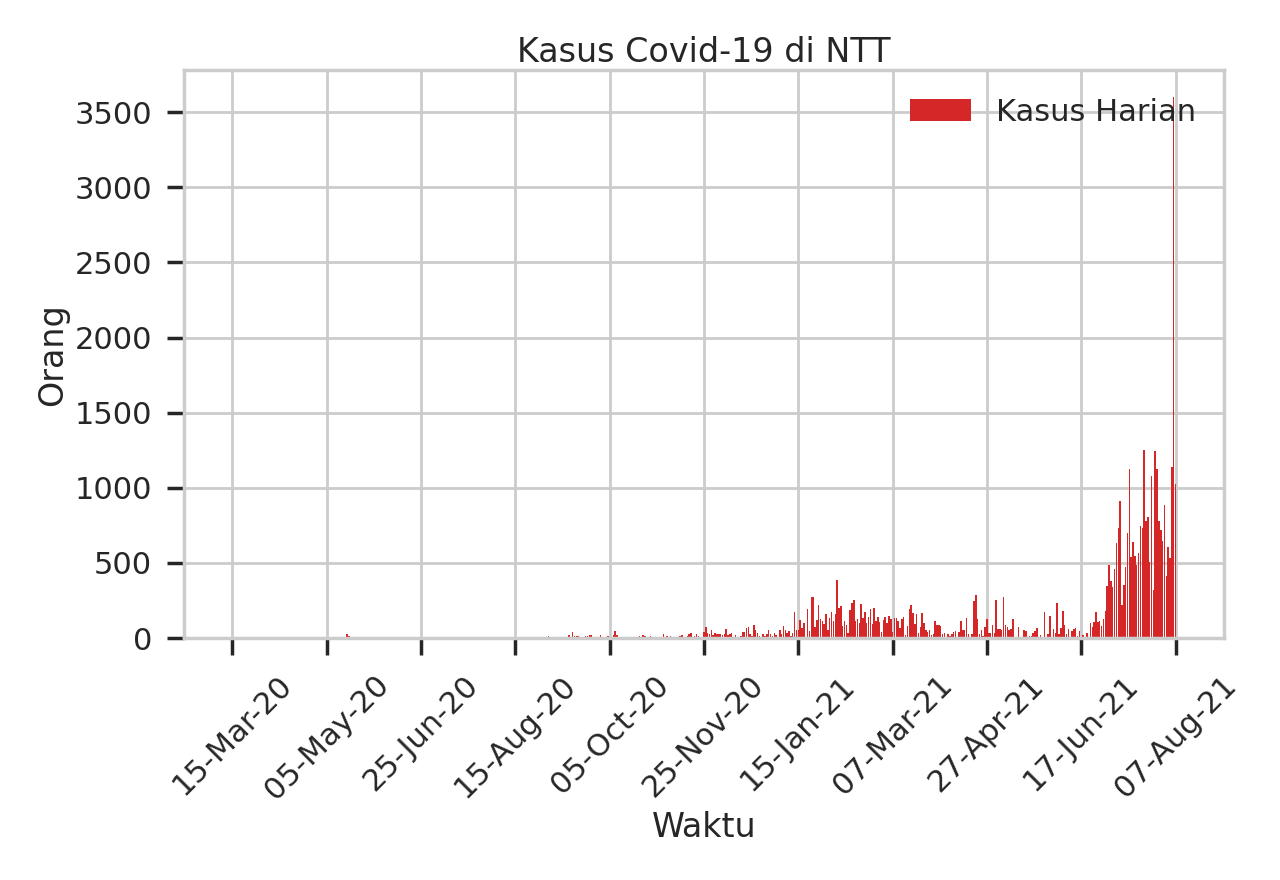 Kasus Covid-19 di NTT
Kasus Harian
3500
3000
2500
2000
1500
1000
500
0
Orang
15-Mar-20
05-May-20
25-Jun-20
15-Aug-20
05-Oct-20
25-Nov-20
15-Jan-21
07-Mar-21
27-Apr-21
17-Jun-21
07-Aug-21
Waktu